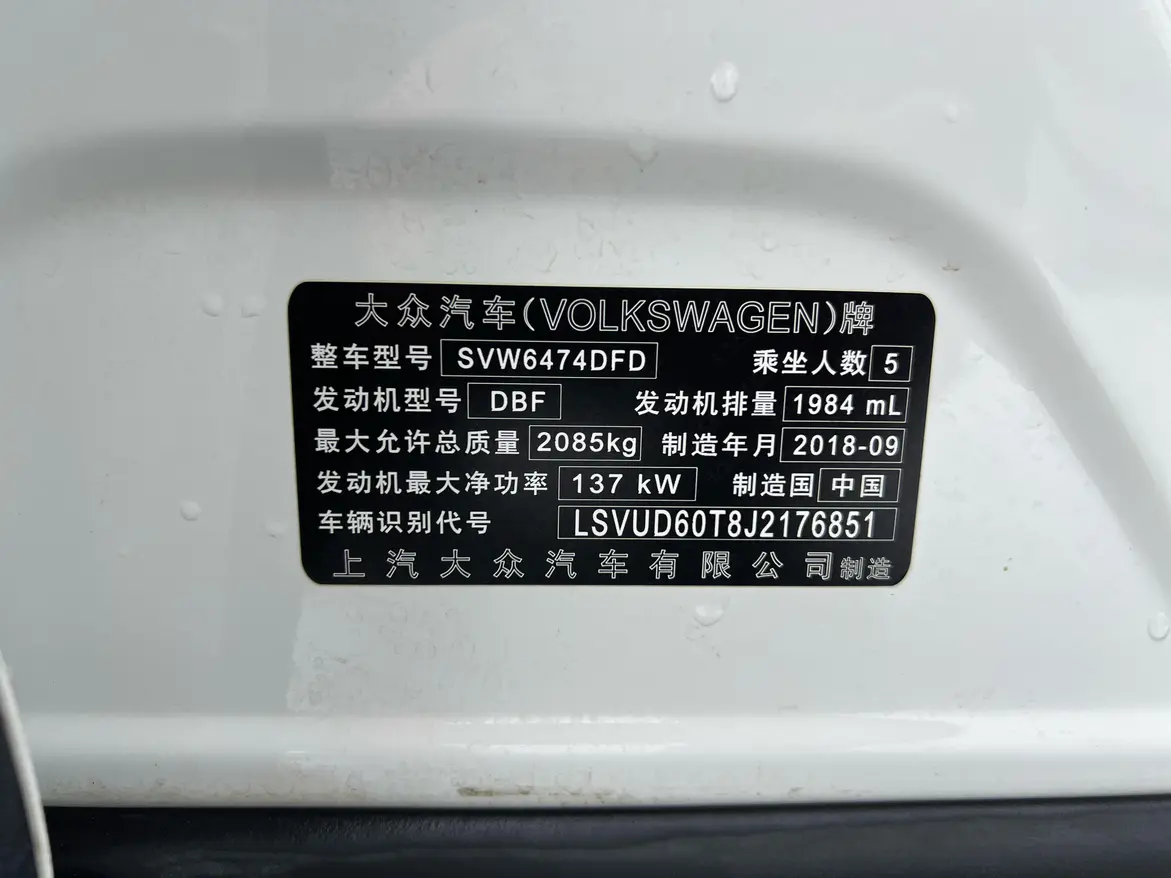 大众汽车(VOLKSWAGEN)牌
整车型号 SVW6474DFD 乘坐人数 5
发动机型号 DBF 发动机排量 1984 mL
最大允许总质量 2085kg 制造年月 2018-09
发动机最大净功率 137 kW 制造国 中国
车辆识别代号 LSVUD60T8J2176851
上汽大众汽车有限公司制造